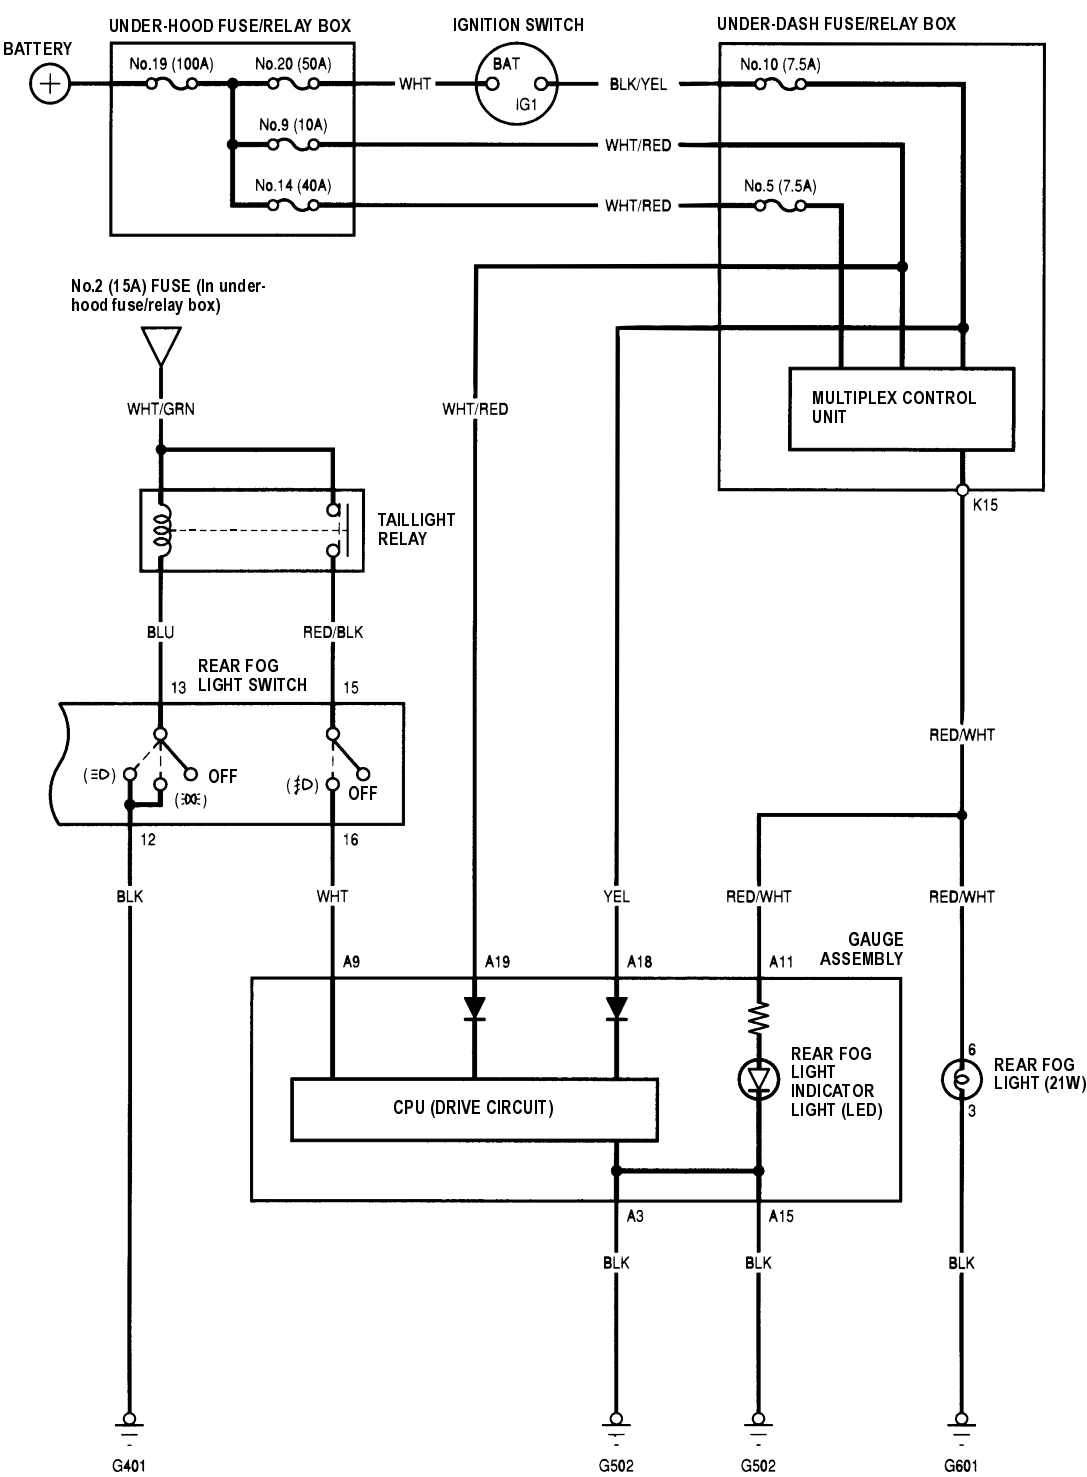 UNDER-HOOD FUSE/RELAY BOX
IGNITION SWITCH
UNDER-DASH FUSE/RELAY BOX
BATTERY
No.19 (100A)
No.20 (50A)
BAT
No.10 (7.5A)
WHT
IG1
BLK/YEL
No.9 (10A)
WHT/RED
No.14 (40A)
WHT/RED
No.5 (7.5A)
No.2 (15A) FUSE (In under-
hood fuse/relay box)
MULTIPLEX CONTROL
UNIT
WHT/GRN
WHT/RED
K15
TAILLIGHT
RELAY
BLU
RED/BLK
REAR FOG
LIGHT SWITCH
13
15
RED/WHT
OFF
OFF
12
16
BLK
WHT
YEL
RED/WHT
RED/WHT
GAUGE
ASSEMBLY
A9
A19
A18
A11
REAR FOG
LIGHT
INDICATOR
LIGHT (LED)
6
REAR FOG
LIGHT (21W)
3
CPU (DRIVE CIRCUIT)
A3
A15
BLK
BLK
BLK
G401
G502
G502
G601